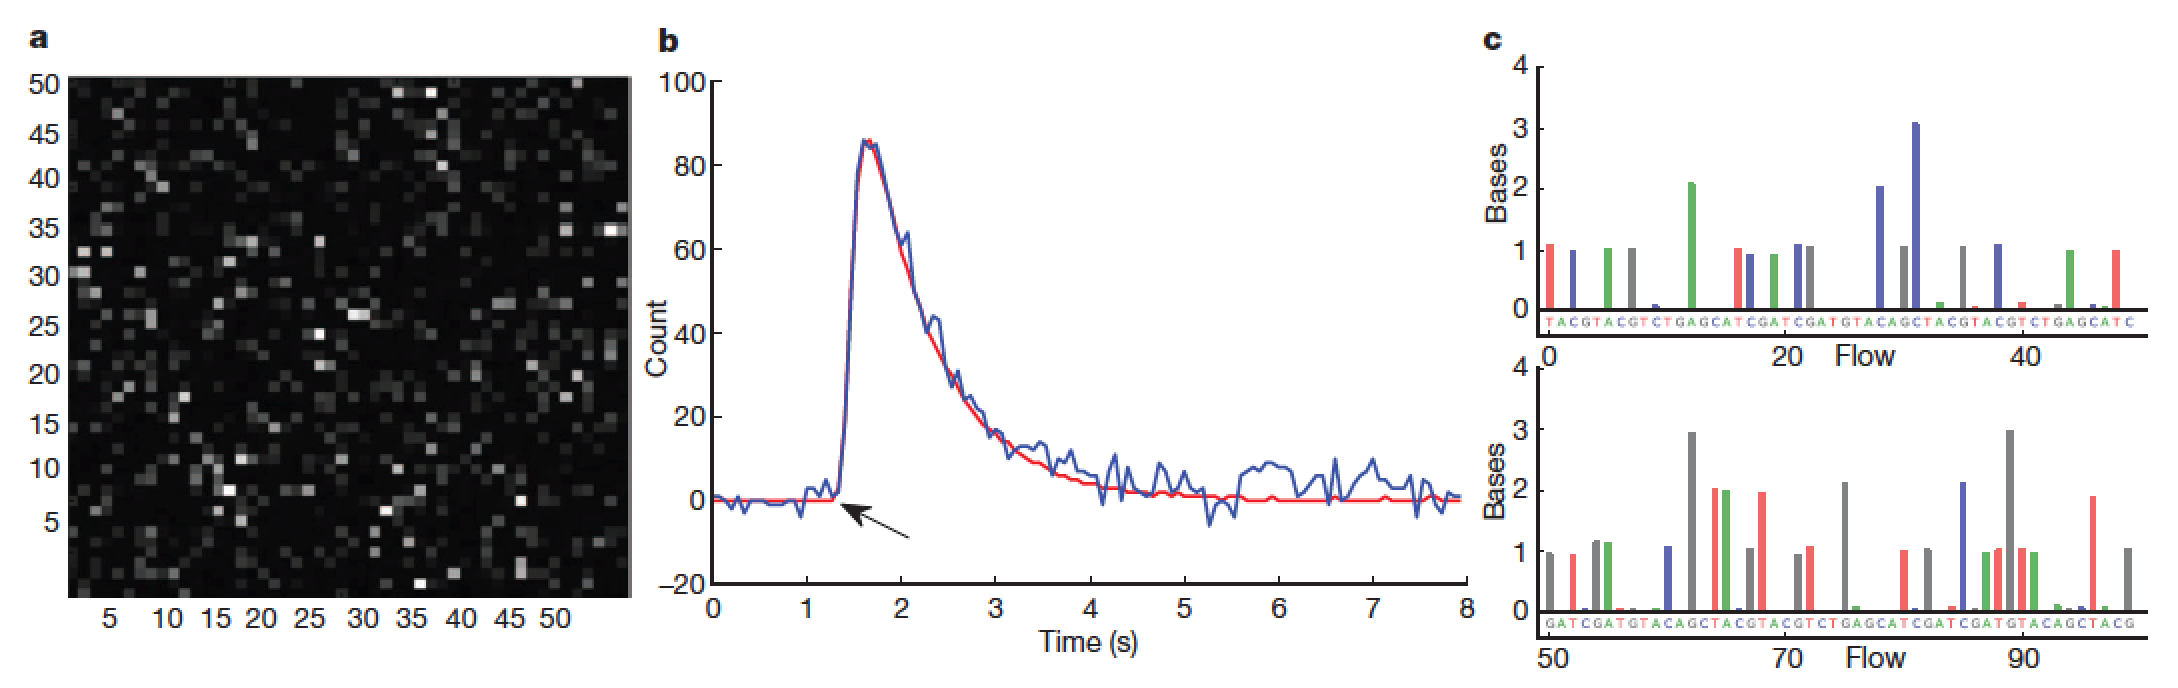 a
50
45
40
35
30
25
20
15
10
5
5 10 15 20 25 30 35 40 45 50
b
100
80
60
40
20
0
–20
Count
0 1 2 3 4 5 6 7 8
Time (s)
c
4
3
2
1
0
Bases
TACGTACGTCTGAGCATCGATCGATGTACAGCTACGTACGTCTGAGCATC
0 20 Flow 40
4
3
2
1
0
Bases
GATCGATGTACAGCTACGTACGTCTGAGCATCGATCGATGTACAGCTACG
50 70 Flow 90